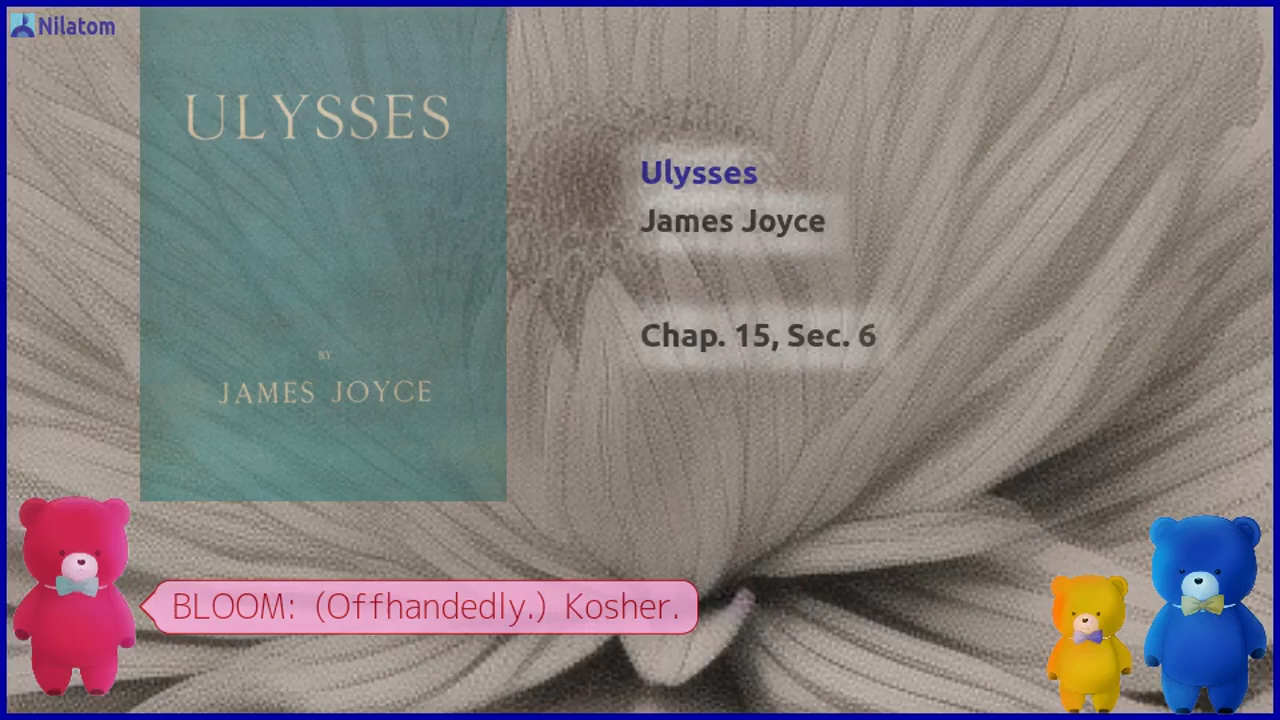 Nilatom
ULYSSES
BY
JAMES JOYCE
Ulysses
James Joyce
Chap. 15, Sec. 6
BLOOM: (Offhandedly.) Kosher.